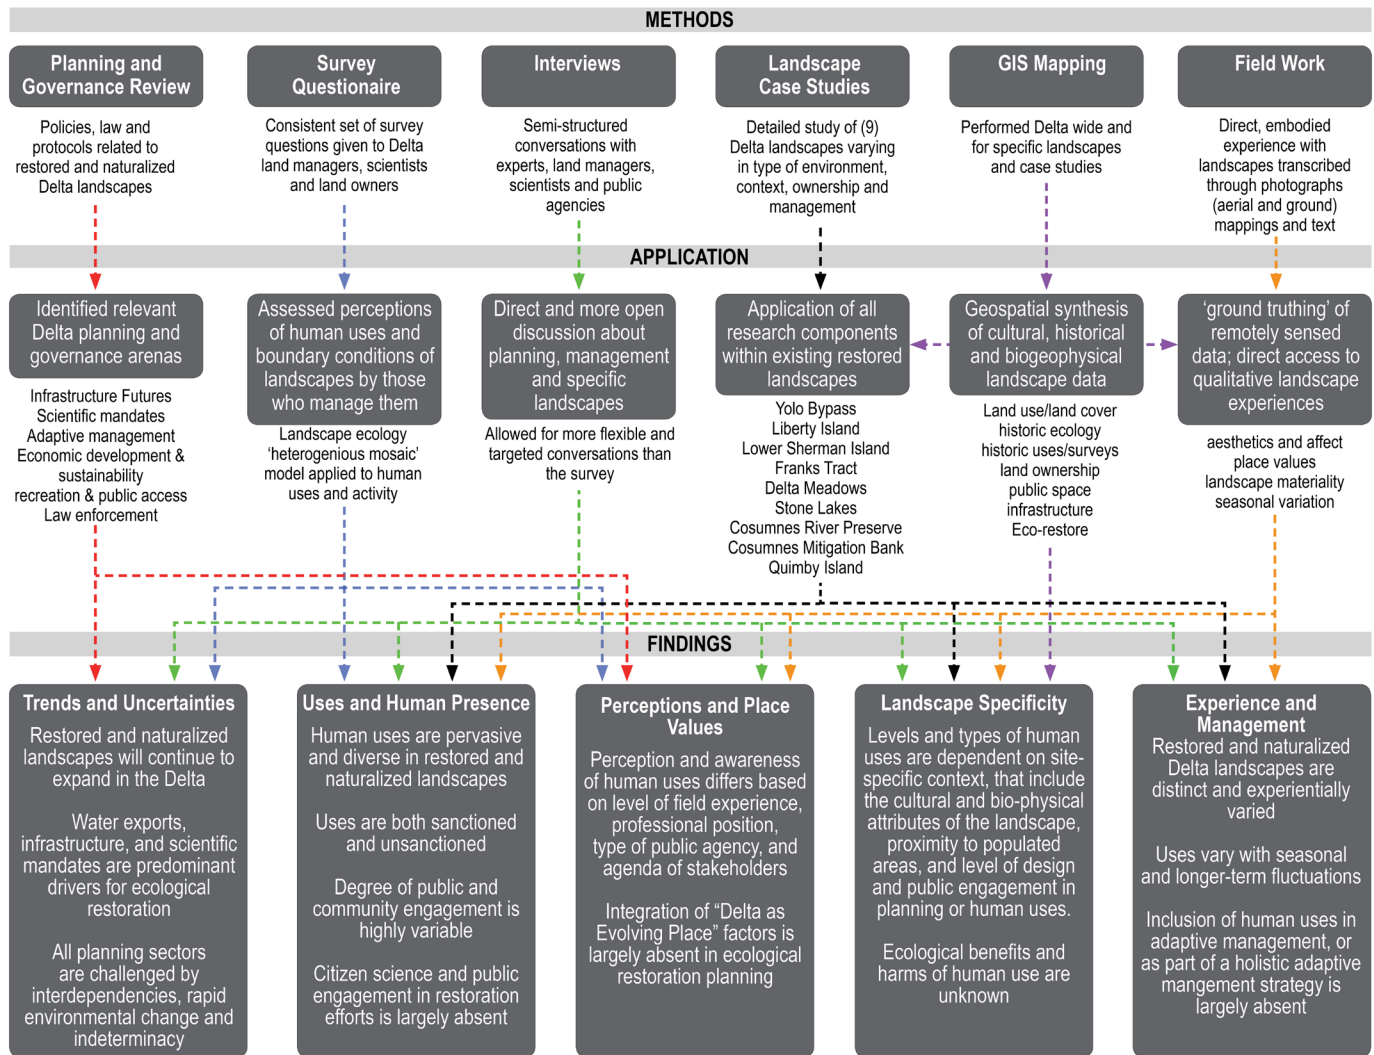 METHODS
Planning and
Governance Review
Policies, law and
protocols related to
restored and naturalized
Delta landscapes
Survey
Questionaire
Consistent set of survey
questions given to Delta
land managers, scientists
and land owners
Interviews
Semi-structured
conversations with
experts, land managers,
scientists and public
agencies
Landscape
Case Studies
Detailed study of (9)
Delta landscapes varying
in type of environment,
context, ownership and
management
GIS Mapping
Performed Delta wide and
for specific landscapes
and case studies
Field Work
Direct, embodied
experience with
landscapes transcribed
through photographs
(aerial and ground)
mappings and text
APPLICATION
Identified relevant
Delta planning and
governance arenas
Infrastructure Futures
Scientific mandates
Adaptive management
Economic development &
sustainability
recreation & public access
Law enforcement
Assessed perceptions
of human uses and
boundary conditions of
landscapes by those
who manage them
Landscape ecology
‘heterogenious mosaic’
model applied to human
uses and activity
Direct and more open
discussion about
planning, management
and specific
landscapes
Allowed for more flexible and
targeted conversations than
the survey
Application of all
research components
within existing restored
landscapes
Yolo Bypass
Liberty Island
Lower Sherman Island
Franks Tract
Delta Meadows
Stone Lakes
Cosumnes River Preserve
Cosumnes Mitigation Bank
Quimby Island
Geospatial synthesis
of cultural, historical
and biogeophysical
landscape data
Land use/land cover
historic ecology
historic uses/surveys
land ownership
public space
infrastructure
Eco-restore
‘ground truthing’ of
remotely sensed
data; direct access to
qualitative landscape
experiences
aesthetics and affect
place values
landscape materiality
seasonal variation
FINDINGS
Trends and Uncertainties
Restored and naturalized
landscapes will continue to
expand in the Delta
Water exports,
infrastructure, and scientific
mandates are predominant
drivers for ecological
restoration
All planning sectors
are challenged by
interdependencies, rapid
environmental change and
indeterminacy
Uses and Human Presence
Human uses are pervasive
and diverse in restored and
naturalized landscapes
Uses are both sanctioned
and unsanctioned
Degree of public and
community engagement is
highly variable
Citizen science and public
engagement in restoration
efforts is largely absent
Perceptions and Place
Values
Perception and awareness
of human uses differs based
on level of field experience,
professional position,
type of public agency, and
agenda of stakeholders
Integration of “Delta as
Evolving Place” factors is
largely absent in ecological
restoration planning
Landscape Specificity
Levels and types of human
uses are dependent on site-
specific context, that include
the cultural and bio-physical
attributes of the landscape,
proximity to populated
areas, and level of design
and public engagement in
planning or human uses.
Ecological benefits and
harms of human use are
unknown
Experience and
Management
Restored and naturalized
Delta landscapes are
distinct and experientially
varied
Uses vary with seasonal
and longer-term fluctuations
Inclusion of human uses in
adaptive management, or
as part of a holistic adaptive
mangement strategy is
largely absent